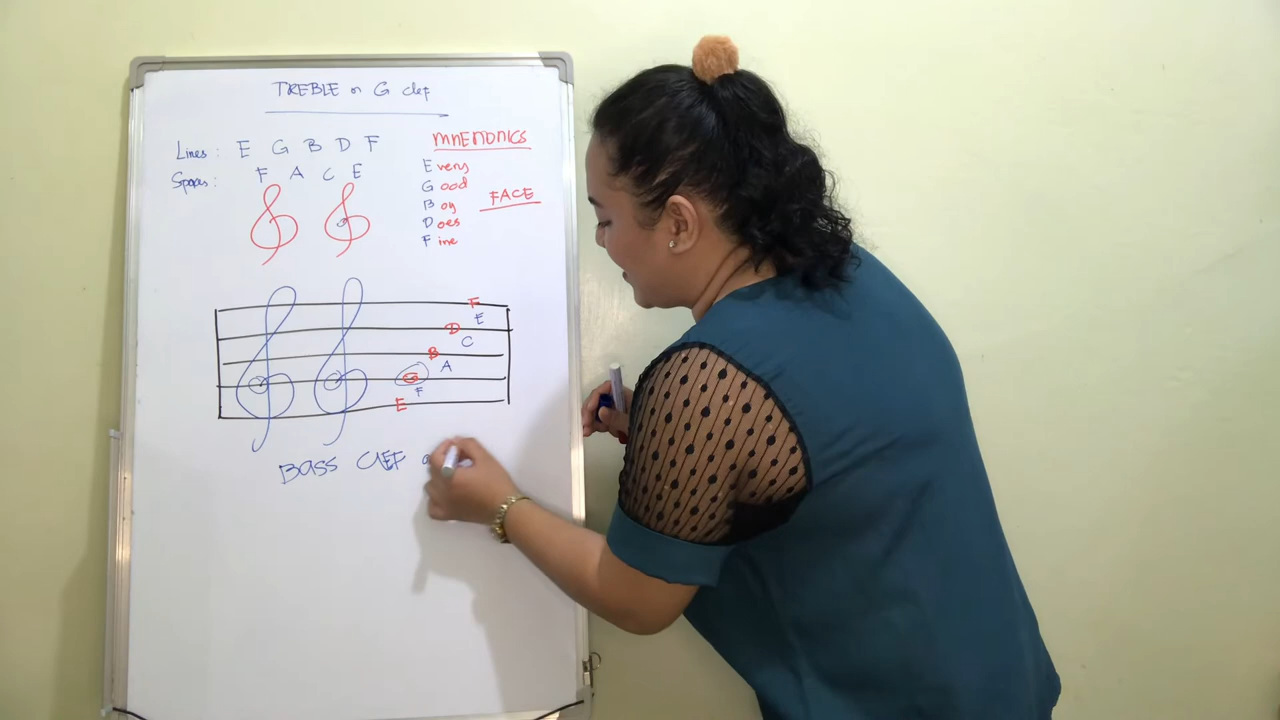 TREBLE or G clef
Lines: E G B D F
Spaces: F A C E
MNEMONICS
Every
Good
Boy
Does
Fine
FACE
F
E
D
C
B
A
G
F
E
BASS CLEF